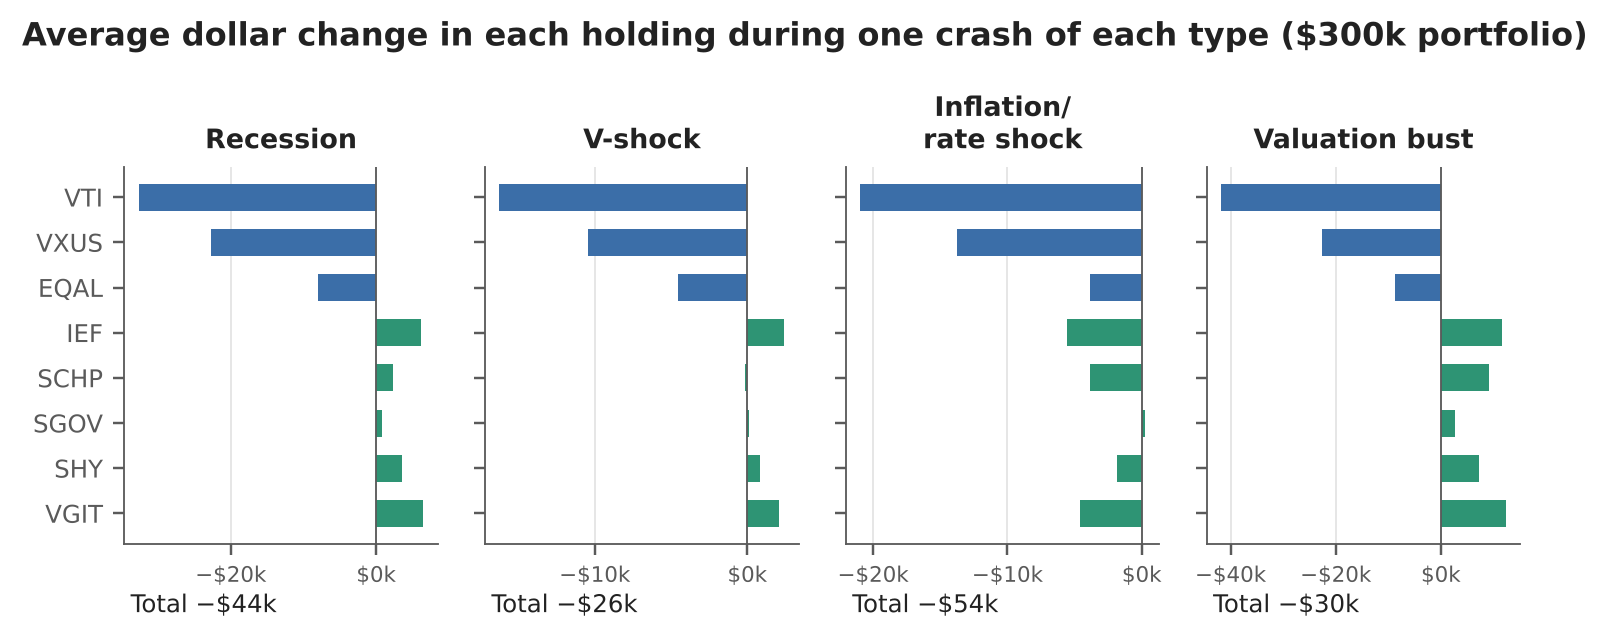 Average dollar change in each holding during one crash of each type ($300k portfolio)
Recession
V-shock
Inflation/
rate shock
Valuation bust
VTI
VXUS
EQAL
IEF
SCHP
SGOV
SHY
VGIT
−$20k $0k
−$10k $0k
−$20k −$10k $0k
−$40k −$20k $0k
Total −$44k
Total −$26k
Total −$54k
Total −$30k